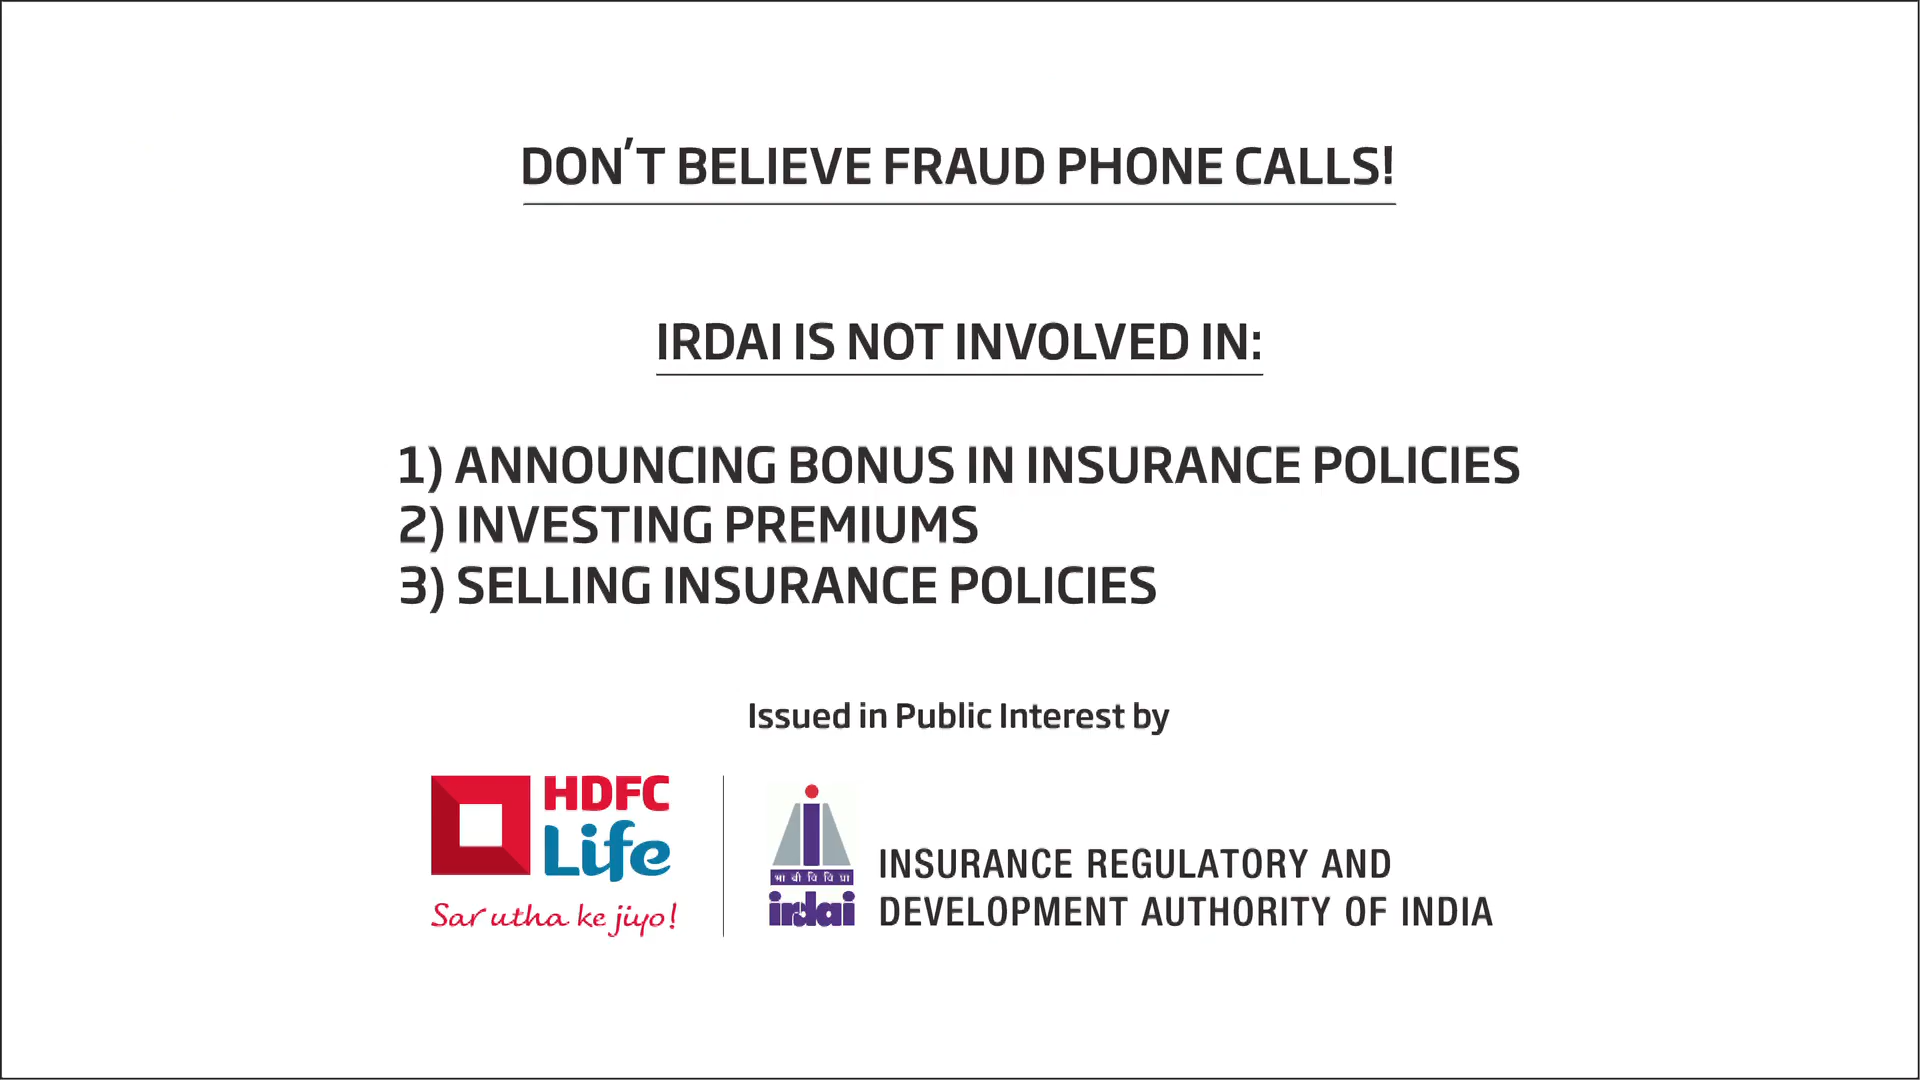 DON'T BELIEVE FRAUD PHONE CALLS!
IRDAI IS NOT INVOLVED IN:
1) ANNOUNCING BONUS IN INSURANCE POLICIES
2) INVESTING PREMIUMS
3) SELLING INSURANCE POLICIES
Issued in Public Interest by
HDFC
Life
Sar utha ke jiyo!
भा बी वि वि प्रा
irdai
INSURANCE REGULATORY AND
DEVELOPMENT AUTHORITY OF INDIA